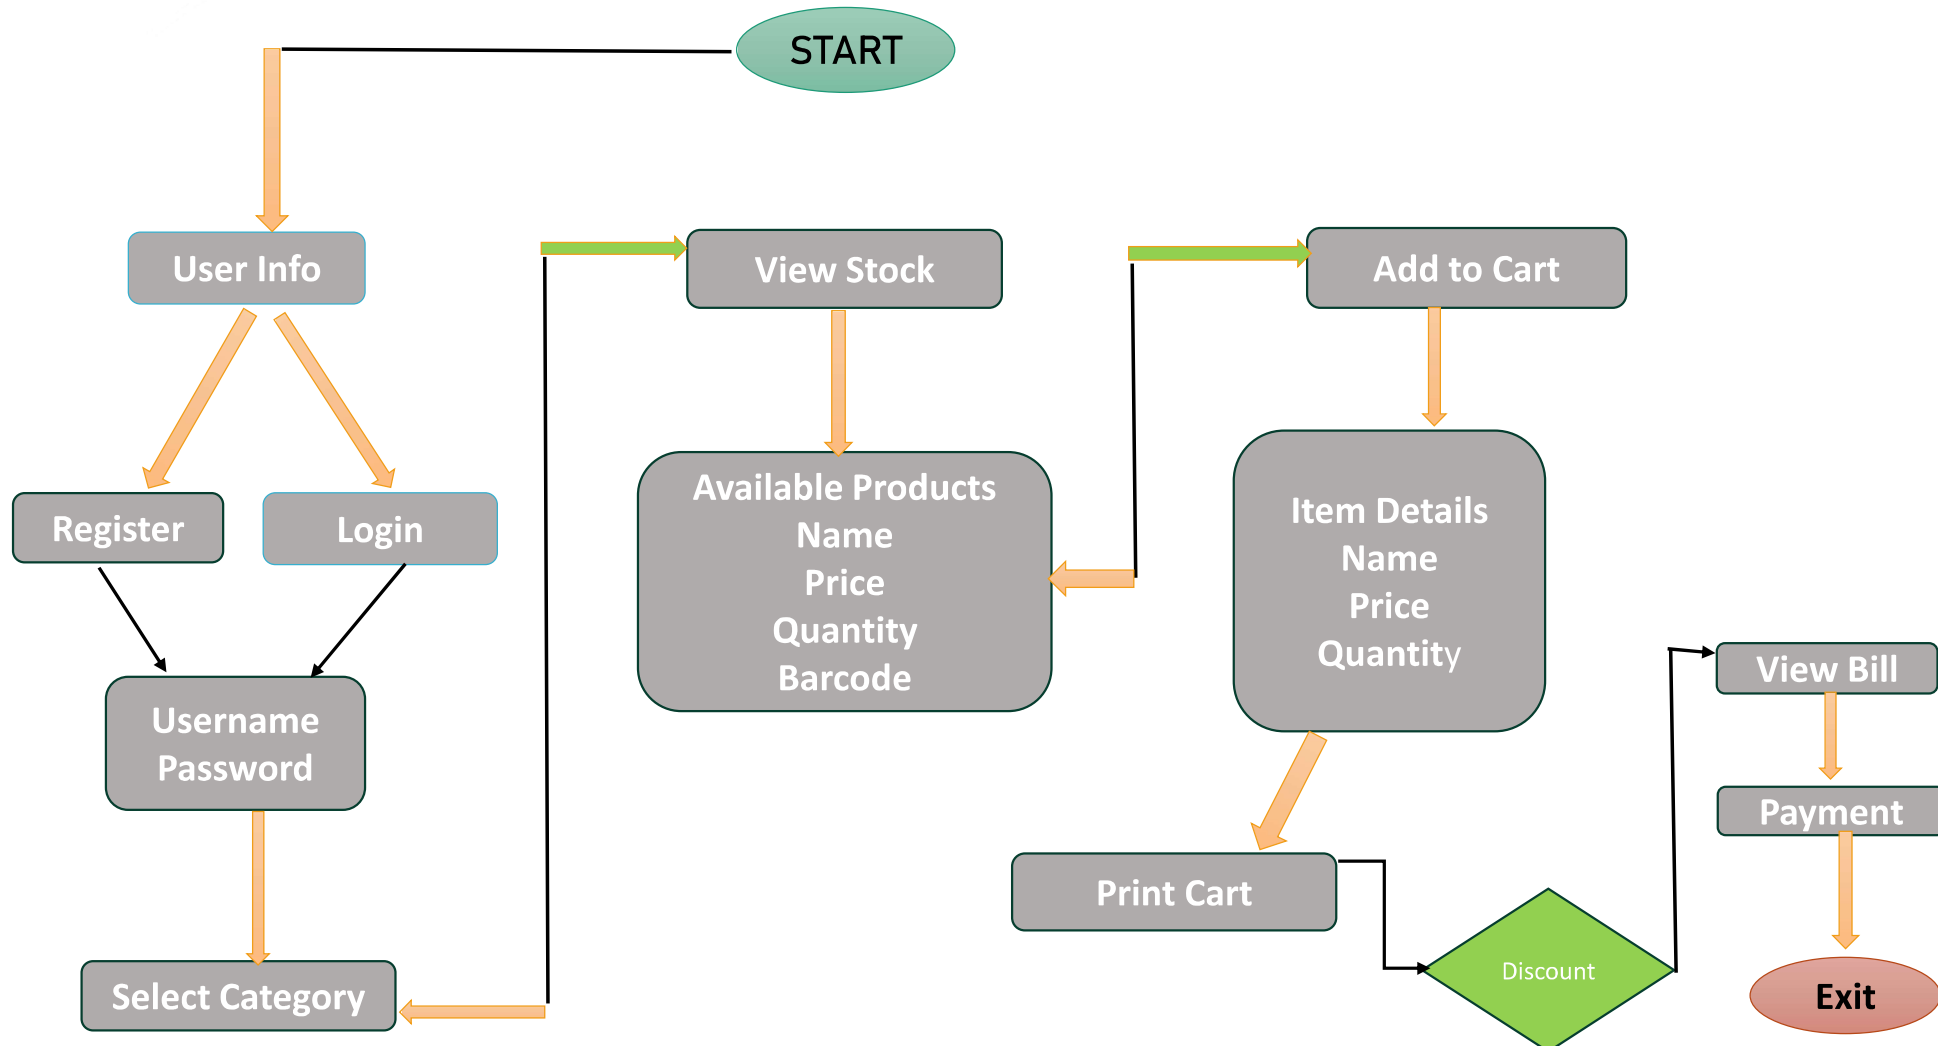 START
User Info
Register
Login
Username
Password
Select Category
View Stock
Available Products
Name
Price
Quantity
Barcode
Add to Cart
Item Details
Name
Price
Quantity
Print Cart
Discount
View Bill
Payment
Exit